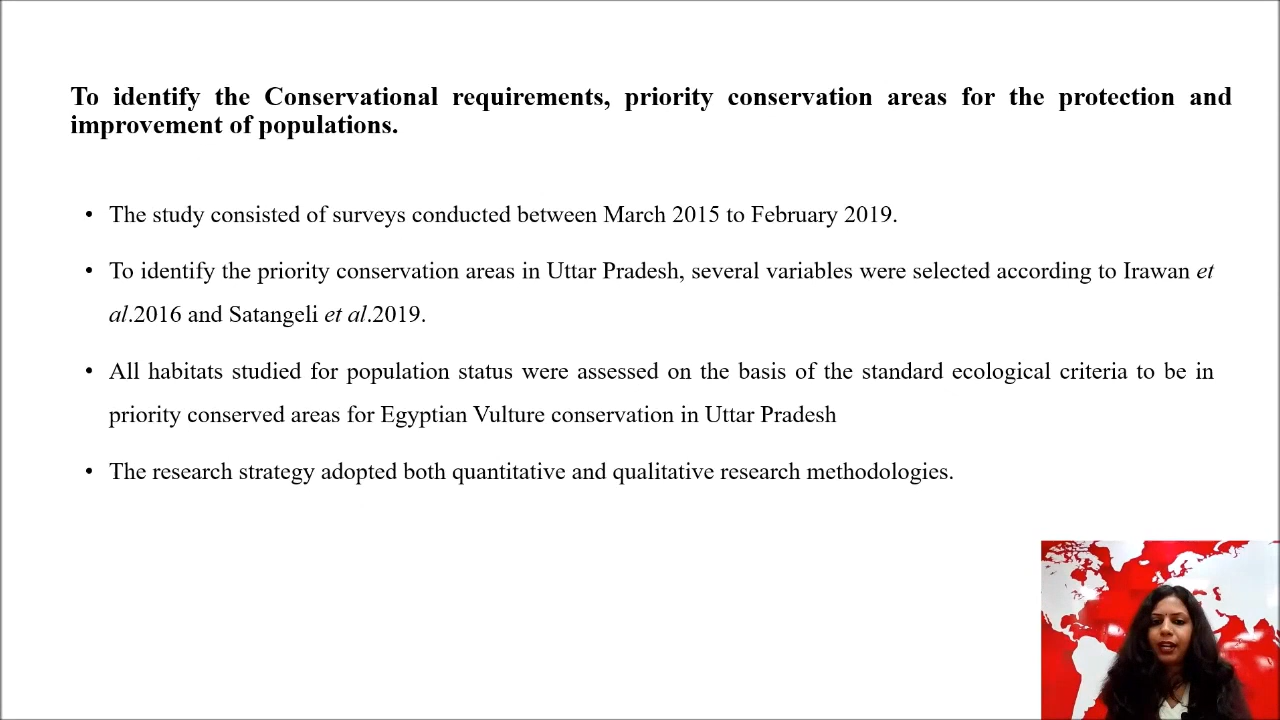 To identify the Conservational requirements, priority conservation areas for the protection and
improvement of populations.
• The study consisted of surveys conducted between March 2015 to February 2019.
• To identify the priority conservation areas in Uttar Pradesh, several variables were selected according to Irawan et
al.2016 and Satangeli et al.2019.
• All habitats studied for population status were assessed on the basis of the standard ecological criteria to be in
priority conserved areas for Egyptian Vulture conservation in Uttar Pradesh
• The research strategy adopted both quantitative and qualitative research methodologies.